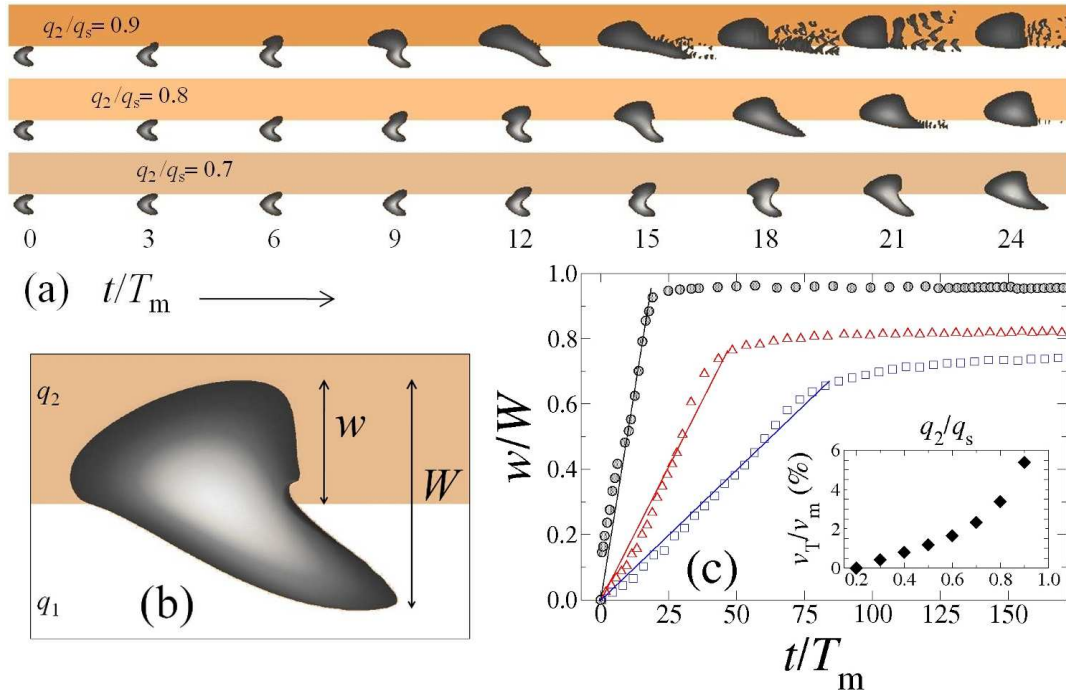 q₂/qₛ= 0.9
q₂/qₛ= 0.8
q₂/qₛ= 0.7
0 3 6 9 12 15 18 21 24
(a) t/Tₘ
q₂
w
W
q₁
(b)
1.0
0.8
0.6
0.4
0.2
0.0
w/W
0 25 50 75 100 125 150
t/Tₘ
(c)
q₂/qₛ
6
4
2
0
v_T/vₘ (%)
0.2 0.4 0.6 0.8 1.0